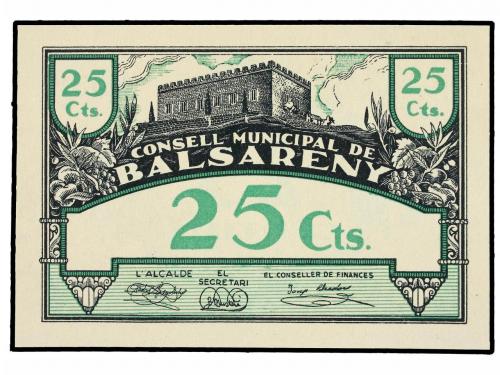 25 Cts.
25 Cts.
CONSELL MUNICIPAL DE
BALSARENY
25 Cts.
L'ALCALDE EL SECRETARI EL CONSELLER DE FINANCES